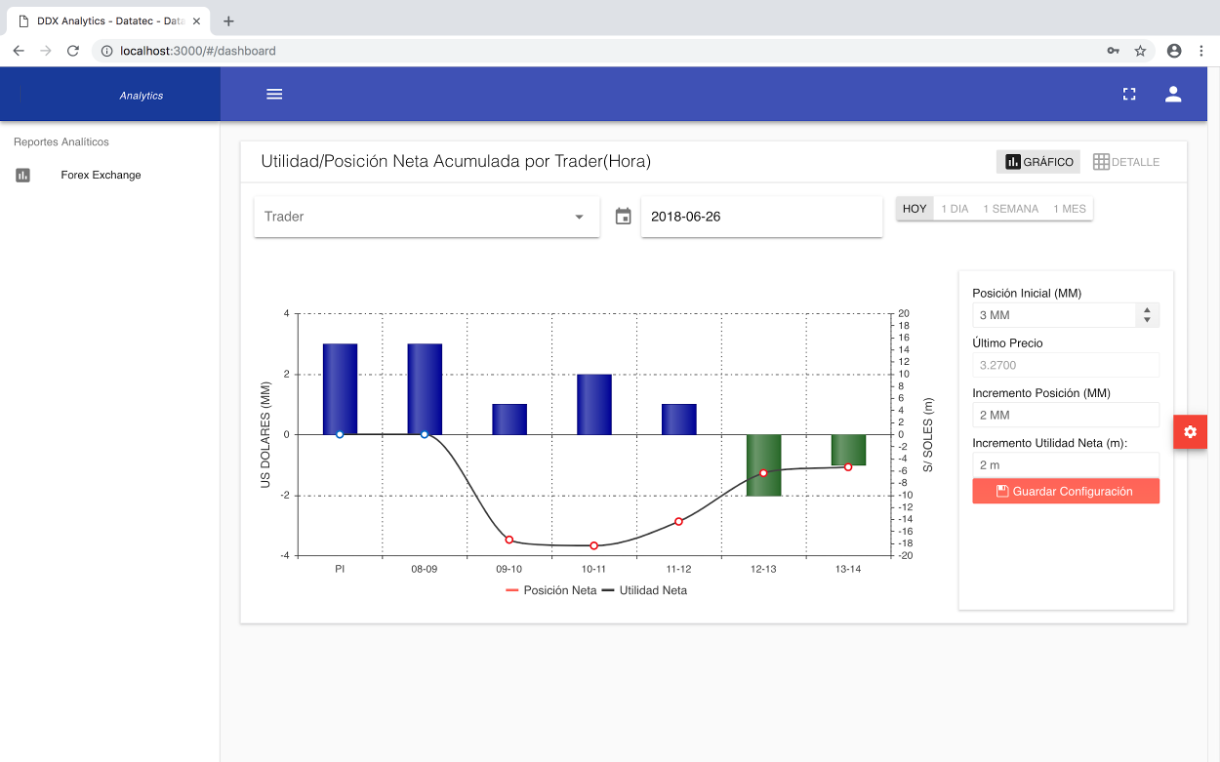 DDX Analytics - Datatec - Data
localhost:3000/#/dashboard
Analytics
Reportes Analíticos
Forex Exchange
Utilidad/Posición Neta Acumulada por Trader(Hora)
GRÁFICO
DETALLE
Trader
2018-06-26
HOY
1 DIA
1 SEMANA
1 MES
US DOLARES (MM)
4
2
0
-2
-4
20
18
16
14
12
10
8
6
4
2
0
-2
-4
-6
-8
-10
-12
-14
-16
-18
-20
S/ SOLES (m)
PI
08-09
09-10
10-11
11-12
12-13
13-14
Posición Neta
Utilidad Neta
Posición Inicial (MM)
3 MM
Último Precio
3.2700
Incremento Posición (MM)
2 MM
Incremento Utilidad Neta (m):
2 m
Guardar Configuración